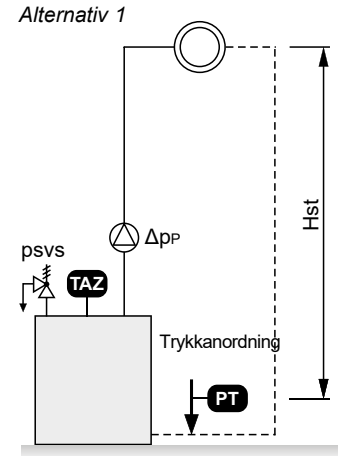 Alternativ 1
Hst
Δpₚ
psvs
TAZ
Trykkanordning
PT